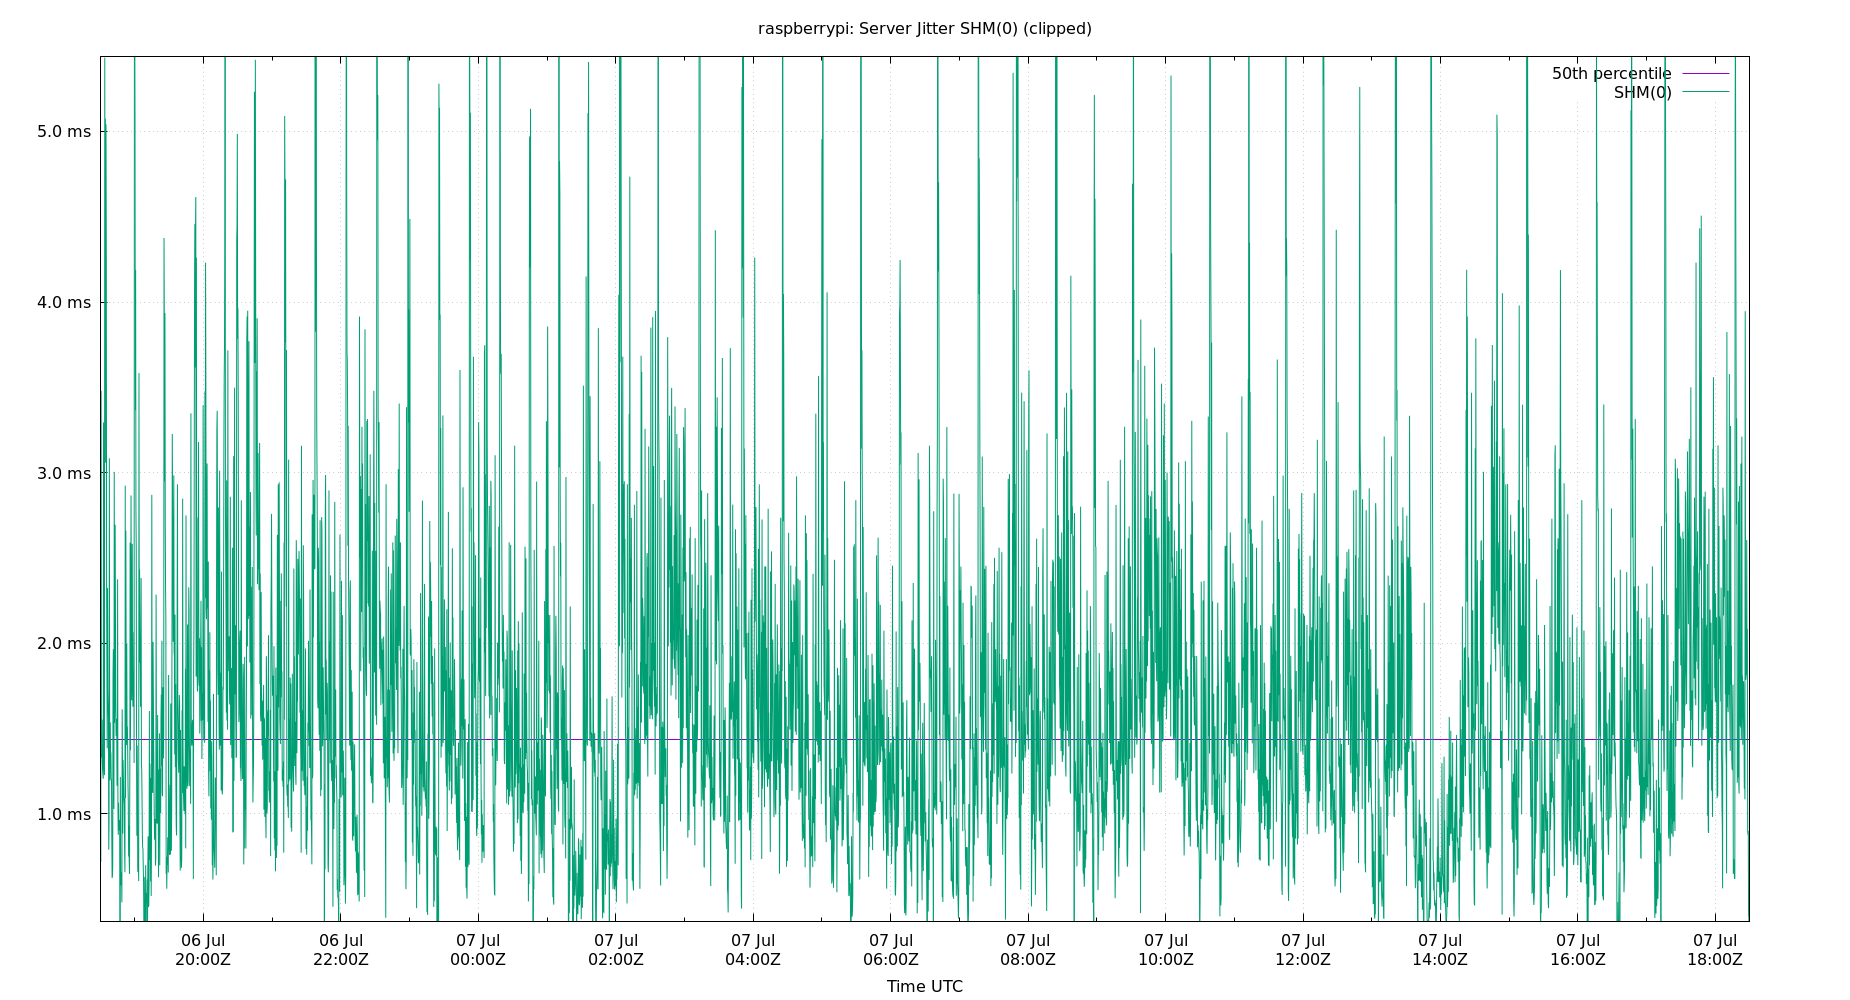 raspberrypi: Server Jitter SHM(0) (clipped)
50th percentile
SHM(0)
5.0 ms
4.0 ms
3.0 ms
2.0 ms
1.0 ms
06 Jul 06 Jul 07 Jul 07 Jul 07 Jul 07 Jul 07 Jul 07 Jul 07 Jul 07 Jul 07 Jul 07 Jul
20:00Z 22:00Z 00:00Z 02:00Z 04:00Z 06:00Z 08:00Z 10:00Z 12:00Z 14:00Z 16:00Z 18:00Z
Time UTC